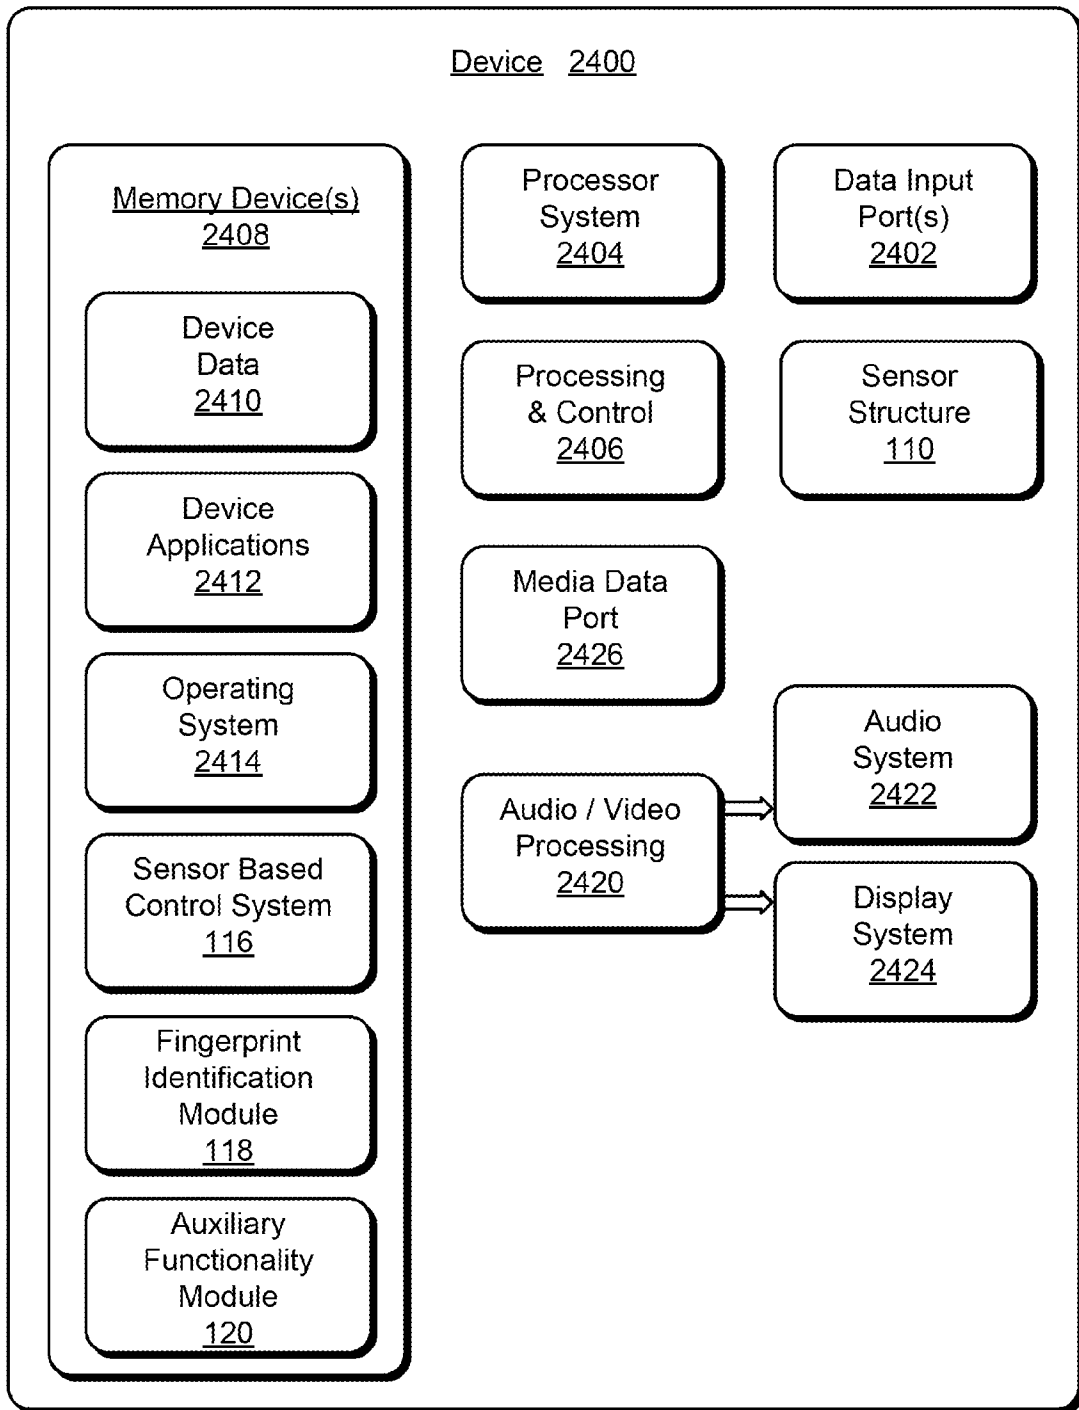 Device 2400
Memory Device(s)
2408
Device
Data
2410
Device
Applications
2412
Operating
System
2414
Sensor Based
Control System
116
Fingerprint
Identification
Module
118
Auxiliary
Functionality
Module
120
Processor
System
2404
Data Input
Port(s)
2402
Processing
& Control
2406
Sensor
Structure
110
Media Data
Port
2426
Audio / Video
Processing
2420
Audio
System
2422
Display
System
2424